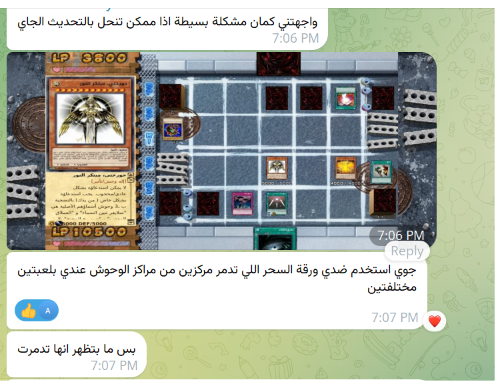 واجهتني كمان مشكلة بسيطة اذا ممكن تنحل بالتحديث الجاي
7:06 PM
LP 3800
LP 10600
7:06 PM
Reply
جوي استخدم ضدي ورقة السحر اللي تدمر مركزين من مراكز الوحوش عندي بلعبتين
مختلفتين
A
7:07 PM
بس ما بتظهر انها تدمرت
7:07 PM